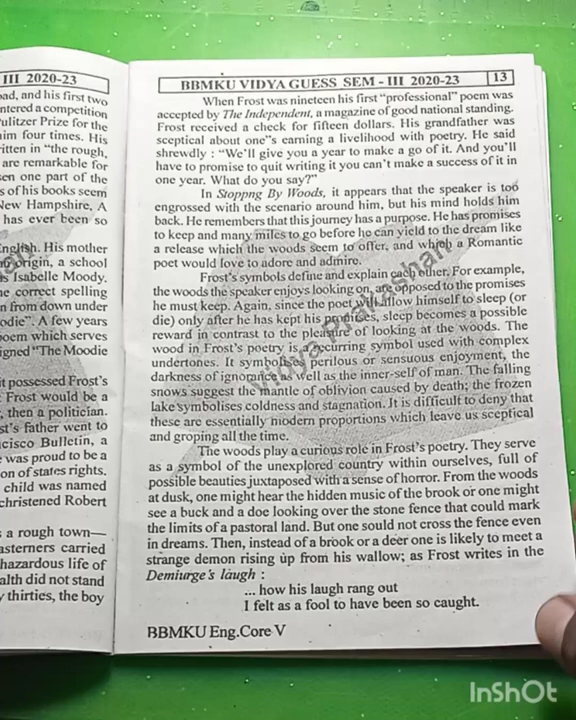 III 2020-23
oad, and his first two
ntered a competition
Pulitzer Prize for the
him four times. His
ritten in “the rough,
are remarkable for
en one part of the
s of his books seem
New Hampshire, A
has ever been so
English. His mother
origin, a school
s Isabelle Moody.
e correct spelling
n from down under
odie”. A few years
poem which serves
igned “The Moodie
it possessed Frost's
Frost would be a
, then a politician.
st's father went to
cisco Bulletin, a
was proud to be a
on of states rights.
child was named
christened Robert
a rough town—
asterners carried
hazardous life of
alth did not stand
y thirties, the boy
BBMKU VIDYA GUESS SEM - III 2020-23 13
When Frost was nineteen his first “professional” poem was
accepted by The Independent, a magazine of good national standing.
Frost received a check for fifteen dollars. His grandfather was
sceptical about one"s earning a livelihood with poetry. He said
shrewdly : “We'll give you a year to make a go of it. And you'll
have to promise to quit writing it you can't make a success of it in
one year. What do you say?”
In Stoppng By Woods, it appears that the speaker is too
engrossed with the scenario around him, but his mind holds him
back. He remembers that this journey has a purpose. He has promises
to keep and many miles to go before he can yield to the dream like
a release which the woods seem to offer, and which a Romantic
poet would love to adore and admire.
Frost's symbols define and explain each other. For example,
the woods the speaker enjoys looking on, are opposed to the promises
he must keep. Again, since the poet will allow himself to sleep (or
die) only after he has kept his promises, sleep becomes a possible
reward in contrast to the pleasure of looking at the woods. The
wood in Frost's poetry is a recurring symbol used with complex
undertones. It symbolises perilous or sensuous enjoyment, the
darkness of ignorance as well as the inner-self of man. The falling
snows suggest the mantle of oblivion caused by death; the frozen
lake symbolises coldness and stagnation. It is difficult to deny that
these are essentially modern proportions which leave us sceptical
and groping all the time.
The woods play a curious role in Frost's poetry. They serve
as a symbol of the unexplored country within ourselves, full of
possible beauties juxtaposed with a sense of horror. From the woods
at dusk, one might hear the hidden music of the brook or one might
see a buck and a doe looking over the stone fence that could mark
the limits of a pastoral land. But one sould not cross the fence even
in dreams. Then, instead of a brook or a deer one is likely to meet a
strange demon rising up from his wallow; as Frost writes in the
Demiurge's laugh :
... how his laugh rang out
I felt as a fool to have been so caught.
BBMKU Eng.Core V
Vidya Prakashan
InShOt